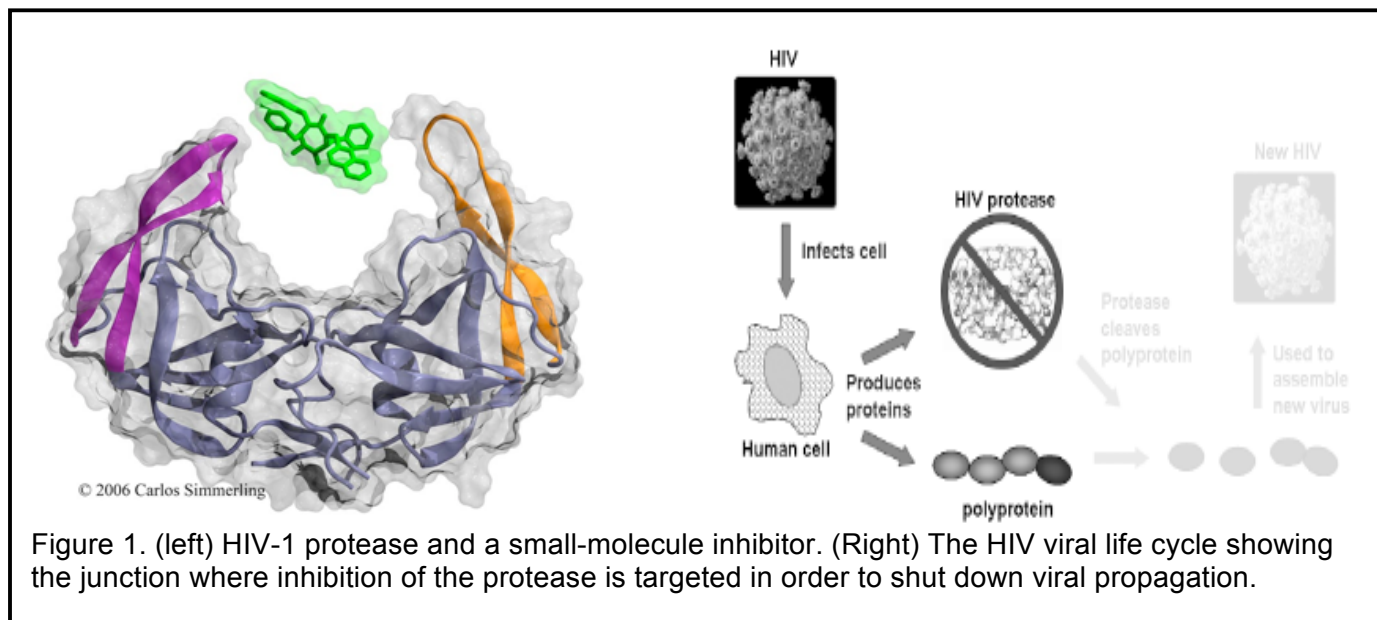 HIV
New HIV
HIV protease
Infects cell
Protease
cleaves
polyprotein
Used to
assemble
new virus
Produces
proteins
Human cell
polyprotein
© 2006 Carlos Simmerling
Figure 1. (left) HIV-1 protease and a small-molecule inhibitor. (Right) The HIV viral life cycle showing
the junction where inhibition of the protease is targeted in order to shut down viral propagation.